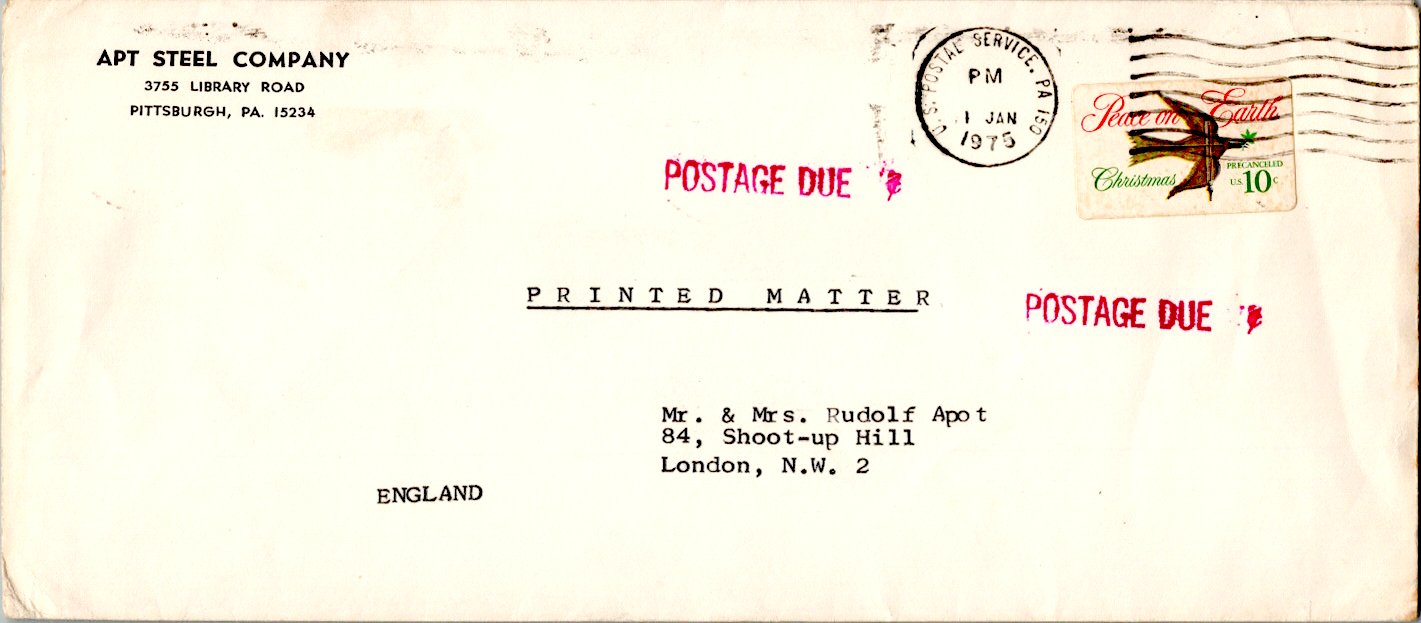 APT STEEL COMPANY
3755 LIBRARY ROAD
PITTSBURGH, PA. 15234
U.S. POSTAL SERVICE, PA 150
PM
1 JAN
1975
Peace on Earth
Christmas
PRECANCELED
U.S. 10c
POSTAGE DUE
PRINTED MATTER
POSTAGE DUE
Mr. & Mrs. Rudolf Apot
84, Shoot-up Hill
London, N.W. 2
ENGLAND